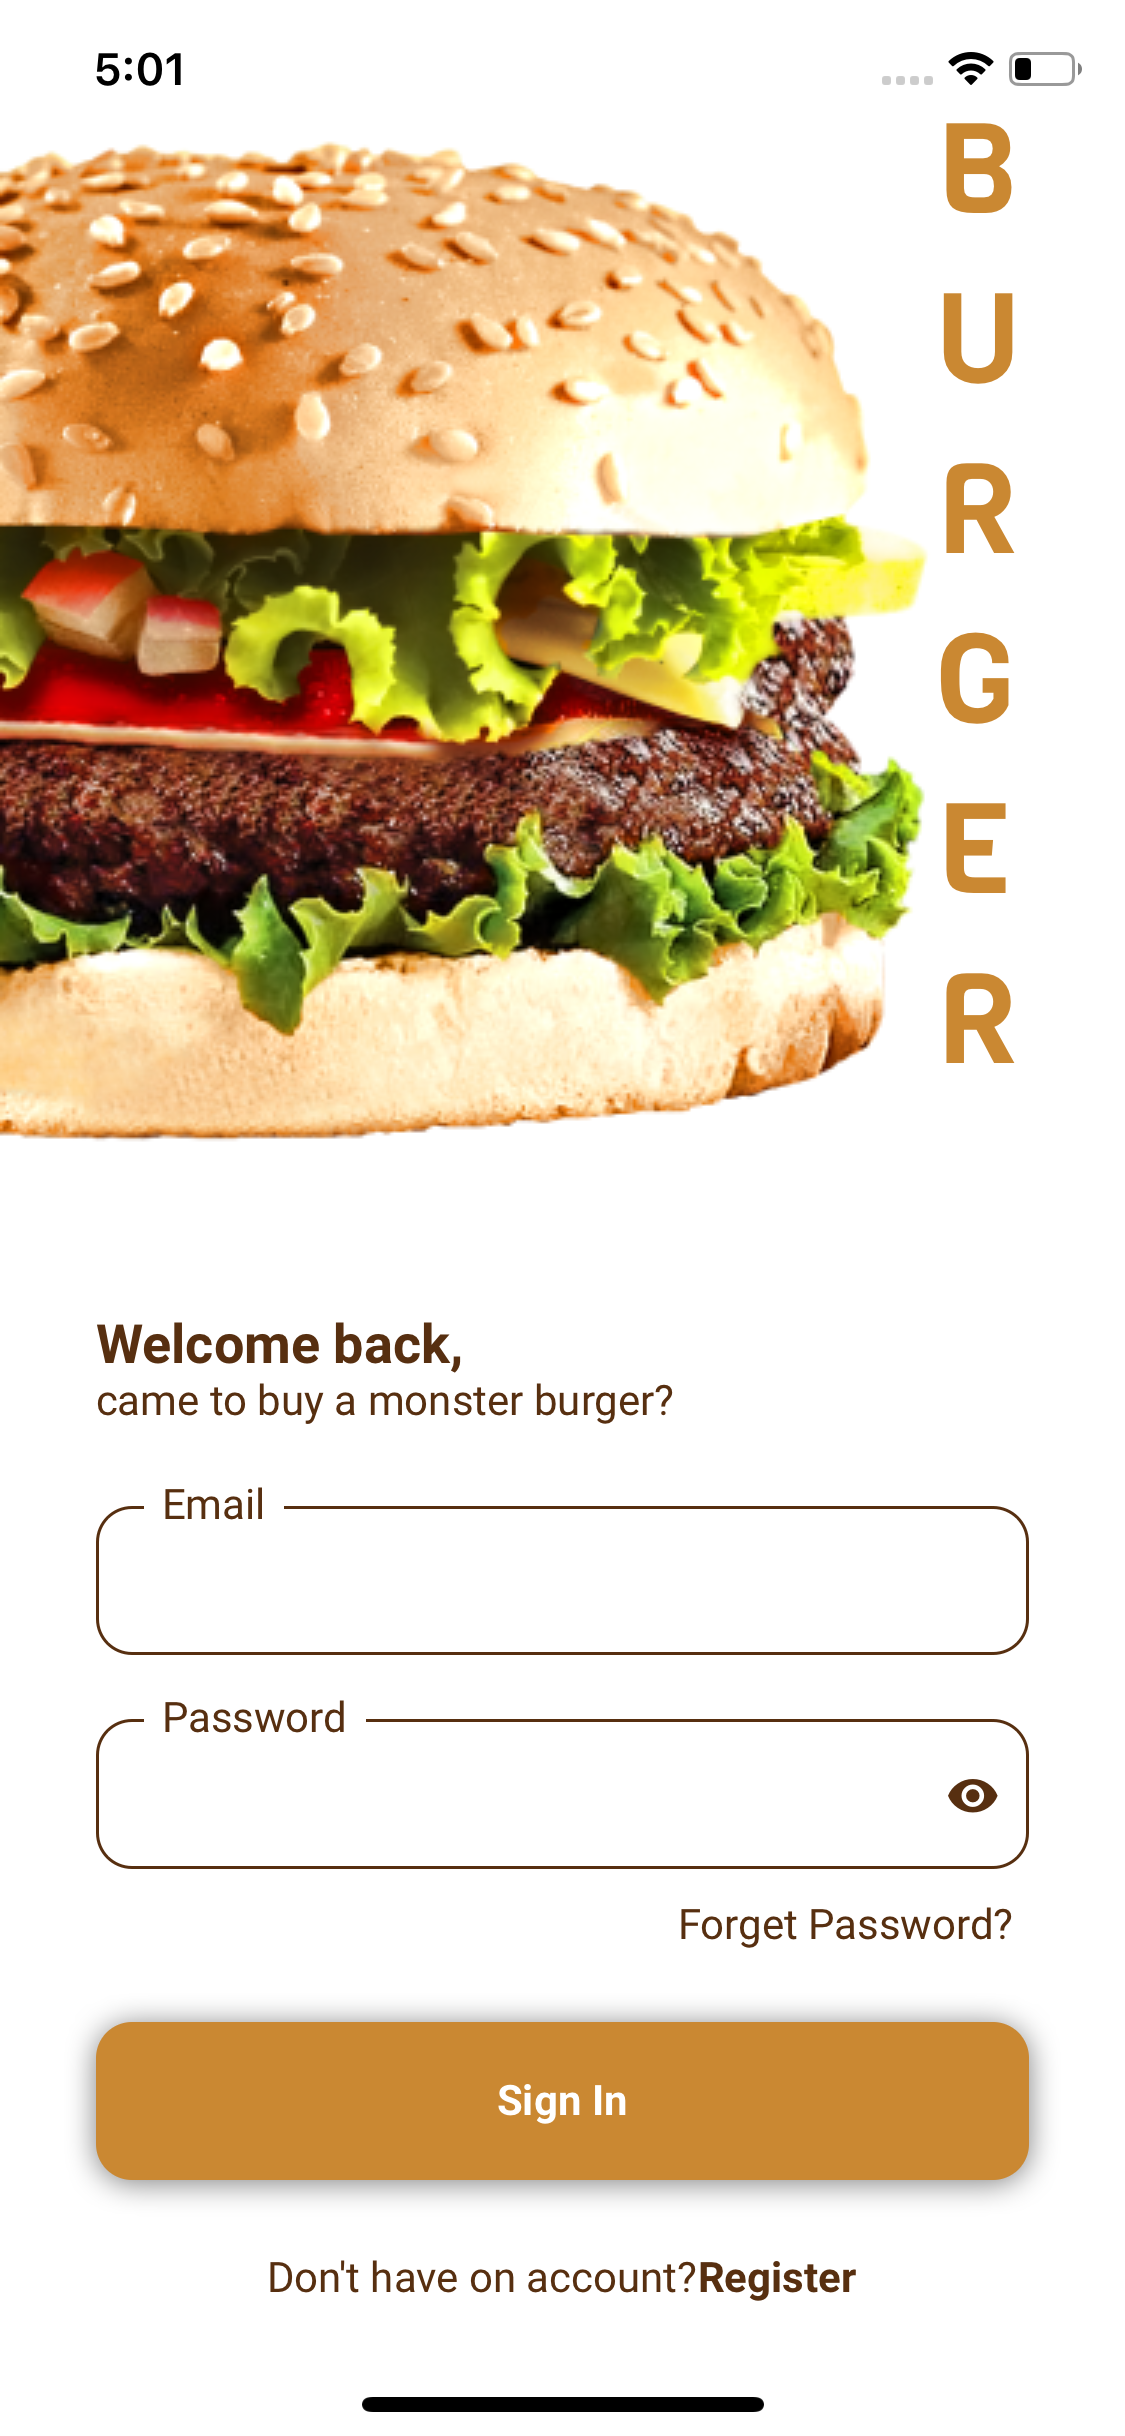 5:01
B
U
R
G
E
R
Welcome back,
came to buy a monster burger?
Email
Password
Forget Password?
Sign In
Don't have on account?Register